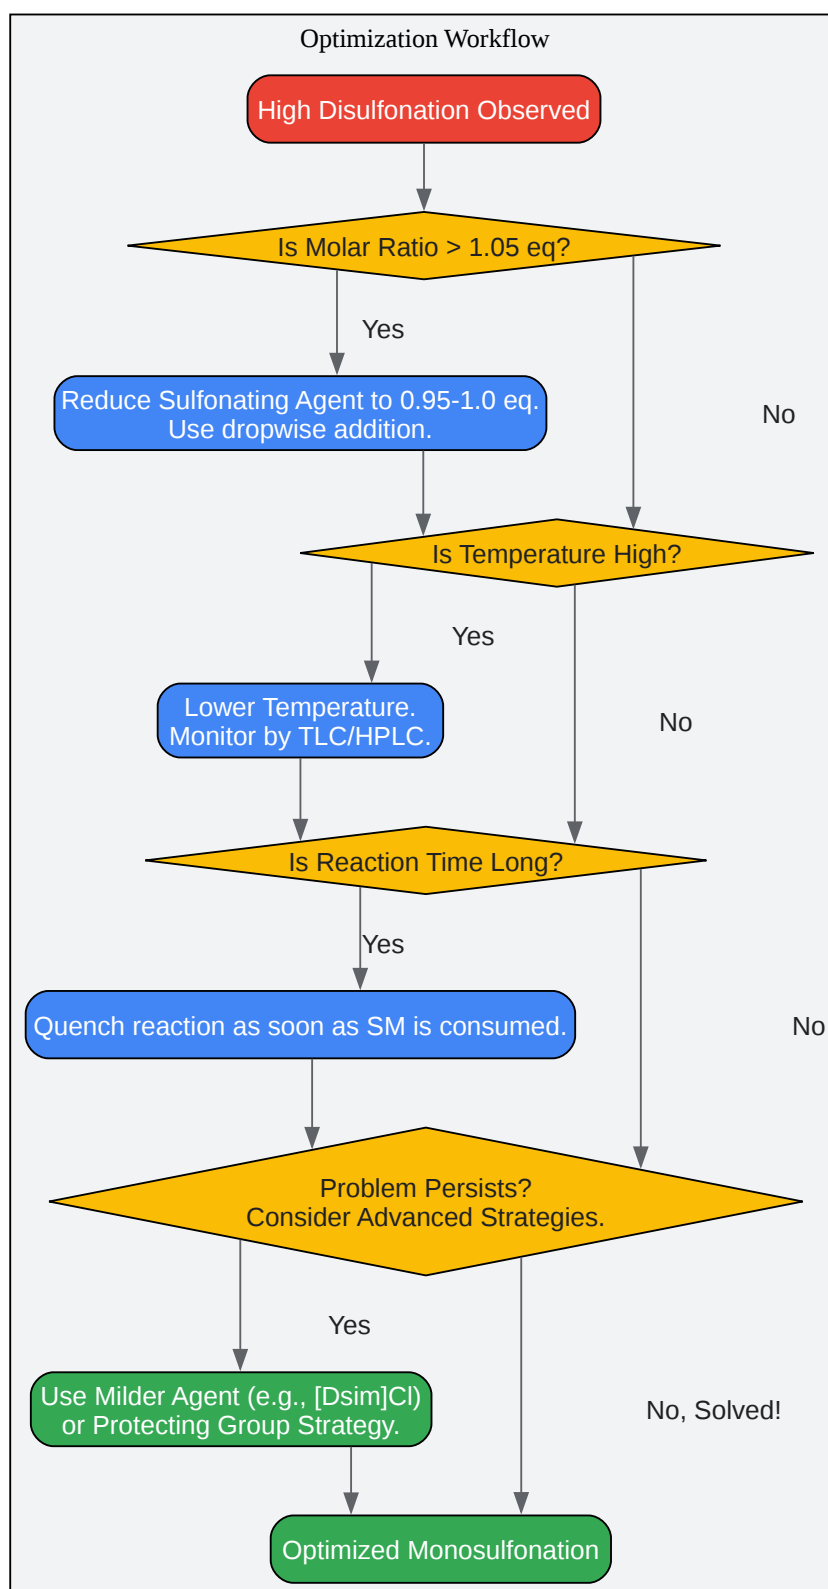 Optimization Workflow
High Disulfonation Observed
Is Molar Ratio > 1.05 eq?
Yes
Reduce Sulfonating Agent to 0.95-1.0 eq.
Use dropwise addition.
No
Is Temperature High?
Yes
Lower Temperature.
Monitor by TLC/HPLC.
No
Is Reaction Time Long?
Yes
Quench reaction as soon as SM is consumed.
No
Problem Persists?
Consider Advanced Strategies.
Yes
Use Milder Agent (e.g., [Dsim]Cl)
or Protecting Group Strategy.
No, Solved!
Optimized Monosulfonation